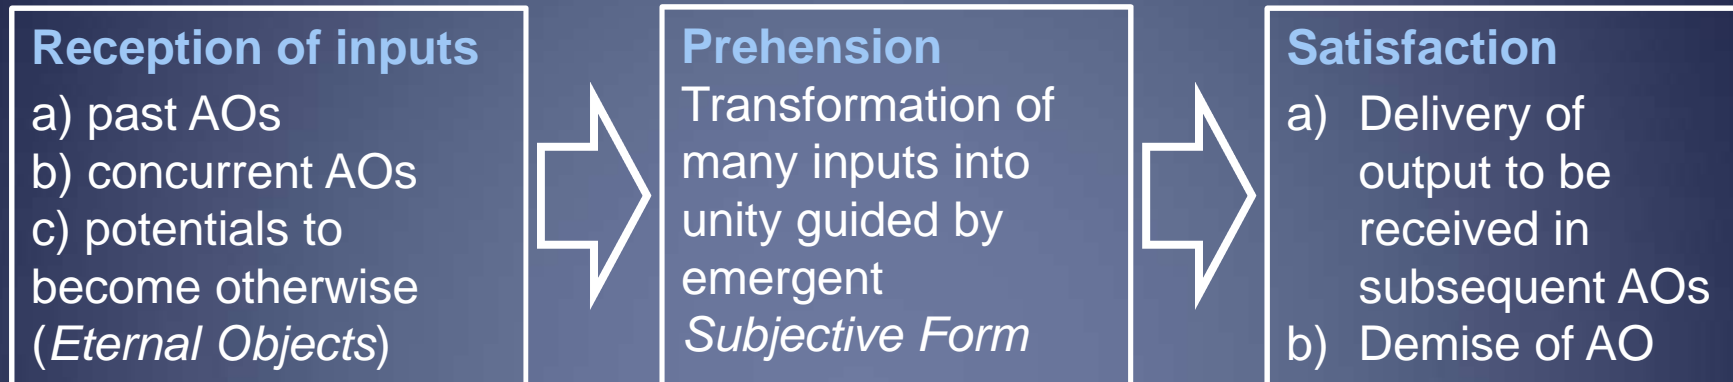 Reception of inputs
a) past AOs
b) concurrent AOs
c) potentials to
become otherwise
(Eternal Objects)
Prehension
Transformation of
many inputs into
unity guided by
emergent
Subjective Form
Satisfaction
a) Delivery of
output to be
received in
subsequent AOs
b) Demise of AO